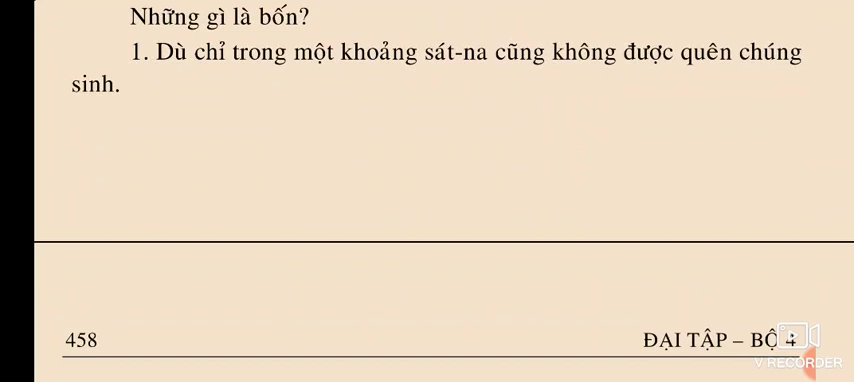 Những gì là bốn?
1. Dù chỉ trong một khoảng sát-na cũng không được quên chúng
sinh.
458
ĐẠI TẬP – BỘ 4
V RECORDER